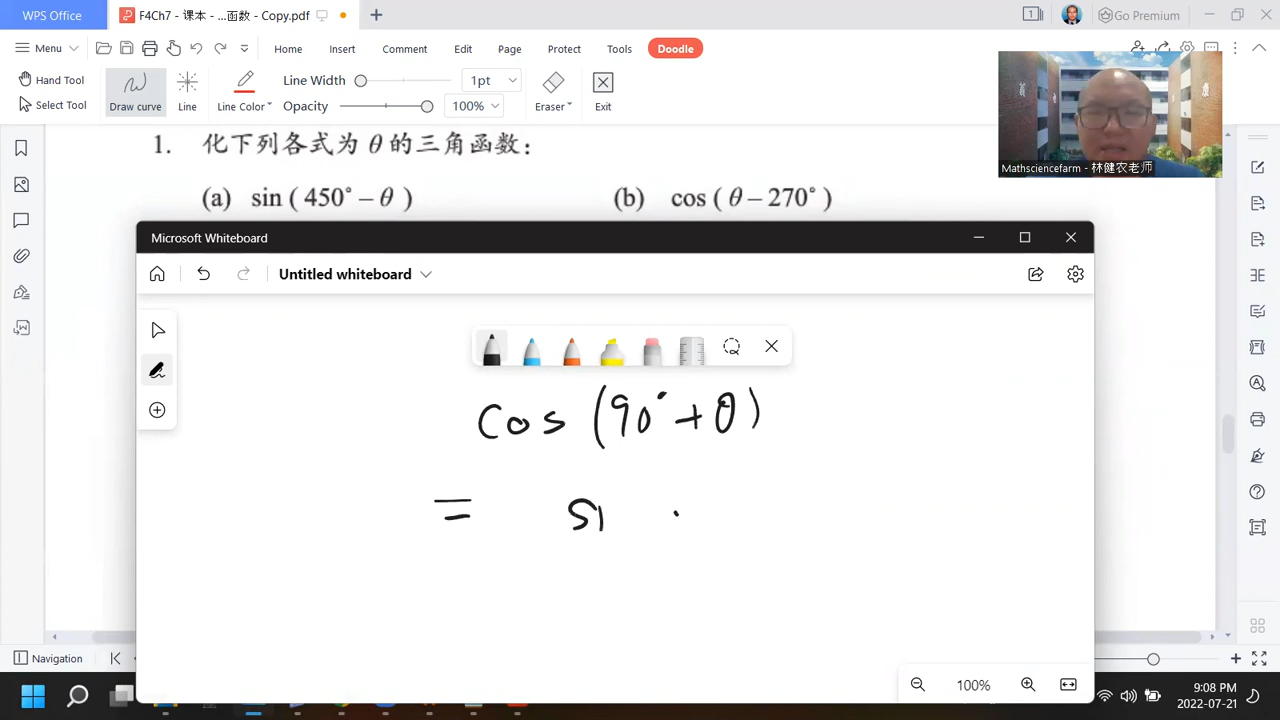 WPS Office
F4Ch7 - 课本 - ...函数 - Copy.pdf
1
Go Premium
Menu
Home
Insert
Comment
Edit
Page
Protect
Tools
Doodle
Hand Tool
Select Tool
Draw curve
Line
Line Color
Line Width
1pt
Opacity
100%
Eraser
Exit
Mathsciencefarm - 林健农老师
1. 化下列各式为 θ 的三角函数：
(a) sin ( 450° – θ )
(b) cos ( θ – 270° )
Microsoft Whiteboard
Untitled whiteboard
cos (90° + θ)
= si
100%
Navigation
9:08 PM
2022-07-21